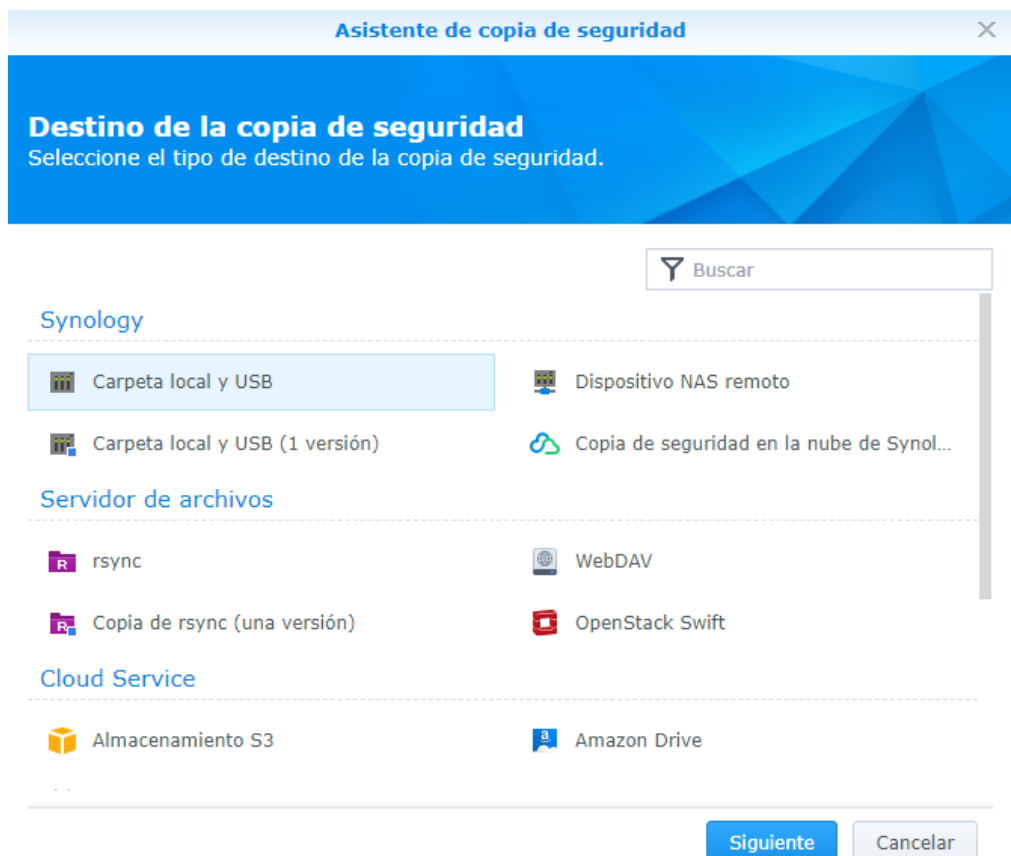 Asistente de copia de seguridad
Destino de la copia de seguridad
Seleccione el tipo de destino de la copia de seguridad.
Buscar
Synology
Carpeta local y USB
Dispositivo NAS remoto
Carpeta local y USB (1 versión)
Copia de seguridad en la nube de Synol...
Servidor de archivos
rsync
WebDAV
Copia de rsync (una versión)
OpenStack Swift
Cloud Service
Almacenamiento S3
Amazon Drive
Siguiente
Cancelar